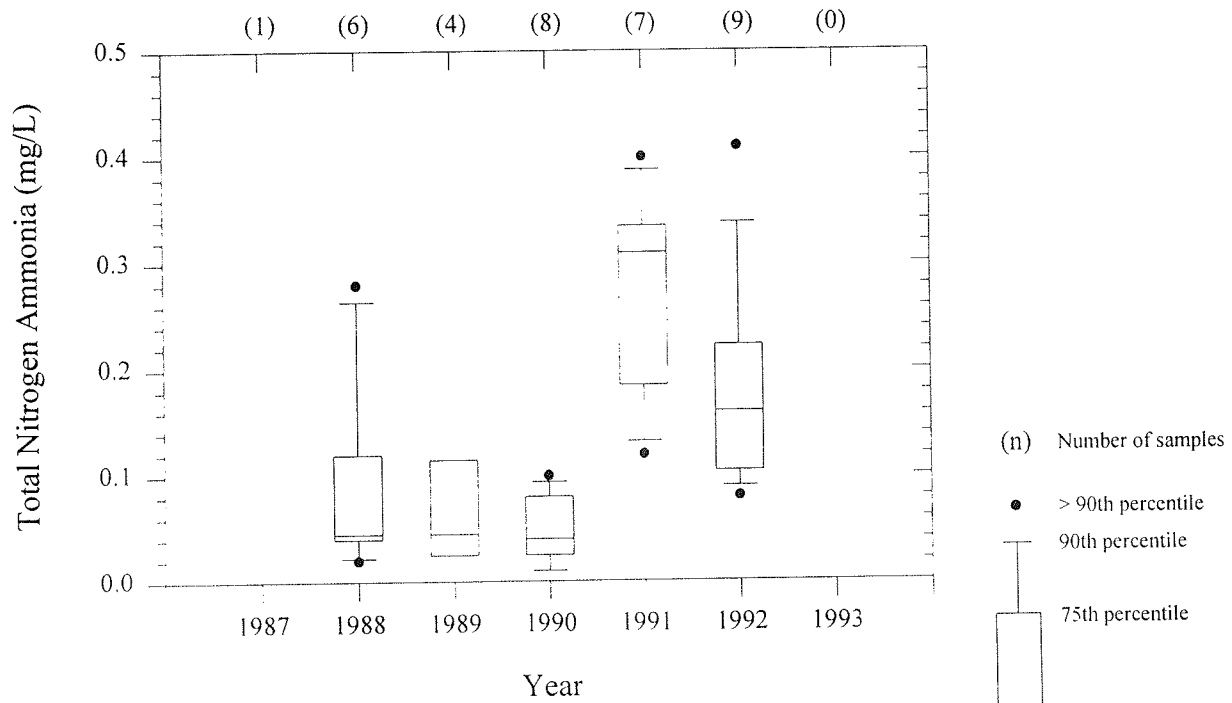 (1) (6) (4) (8) (7) (9) (0)
0.5
0.4
0.3
0.2
0.1
0.0
Total Nitrogen Ammonia (mg/L)
1987 1988 1989 1990 1991 1992 1993
Year
(n) Number of samples
> 90th percentile
90th percentile
75th percentile